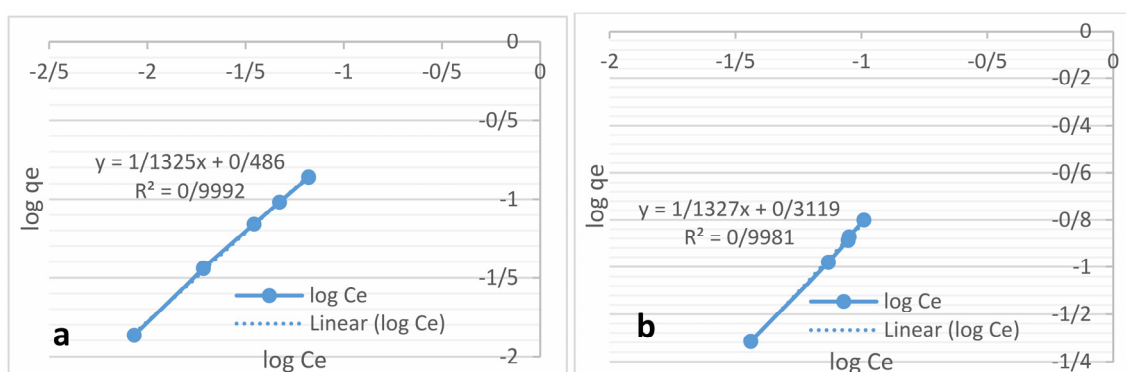 0
-2/5
-2
-1/5
-1
-0/5
0
-0/5
y = 1/1325x + 0/486
R² = 0/9992
-1
log qe
-1/5
log Ce
Linear (log Ce)
a
log Ce
-2
0
-2
-1/5
-1
-0/5
0
-0/2
-0/4
-0/6
y = 1/1327x + 0/3119
R² = 0/9981
-0/8
log qe
-1
-1/2
log Ce
Linear (log Ce)
b
log Ce
-1/4